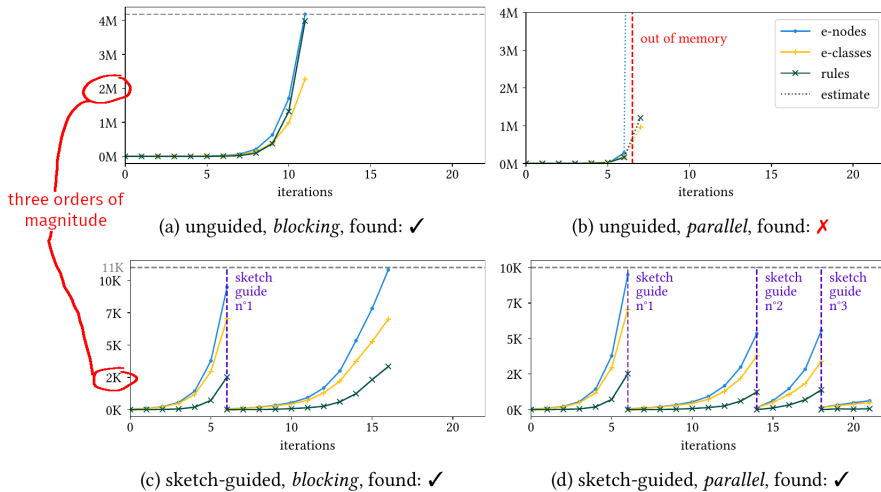 4M
3M
2M
1M
0M
0 5 10 15 20
iterations
(a) unguided, blocking, found: ✓
4M
3M
2M
1M
0M
0 5 10 15 20
iterations
out of memory
e-nodes
e-classes
rules
estimate
(b) unguided, parallel, found: ✗
three orders of
magnitude
11K
10K
7K
5K
2K
0K
sketch
guide
n°1
0 5 10 15 20
iterations
(c) sketch-guided, blocking, found: ✓
10K
7K
5K
2K
0K
sketch
guide
n°1
sketch
guide
n°2
sketch
guide
n°3
0 5 10 15 20
iterations
(d) sketch-guided, parallel, found: ✓